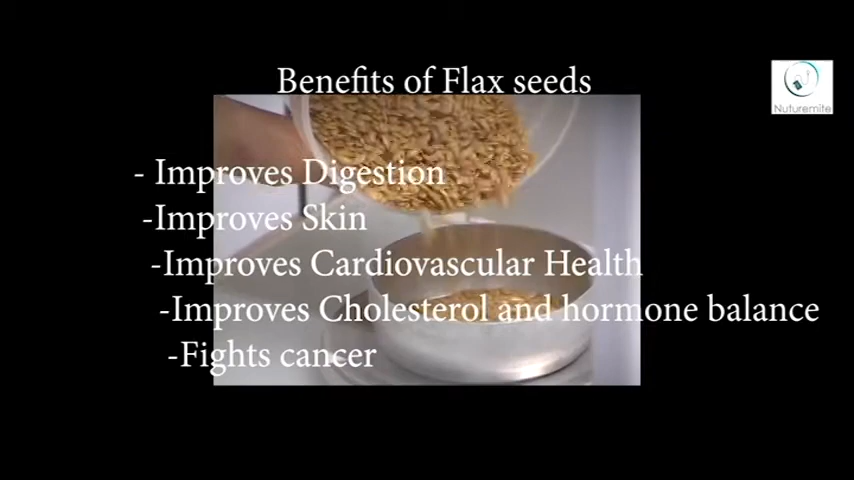 Benefits of Flax seeds
Nuturemite
- Improves Digestion
-Improves Skin
-Improves Cardiovascular Health
-Improves Cholesterol and hormone balance
-Fights cancer